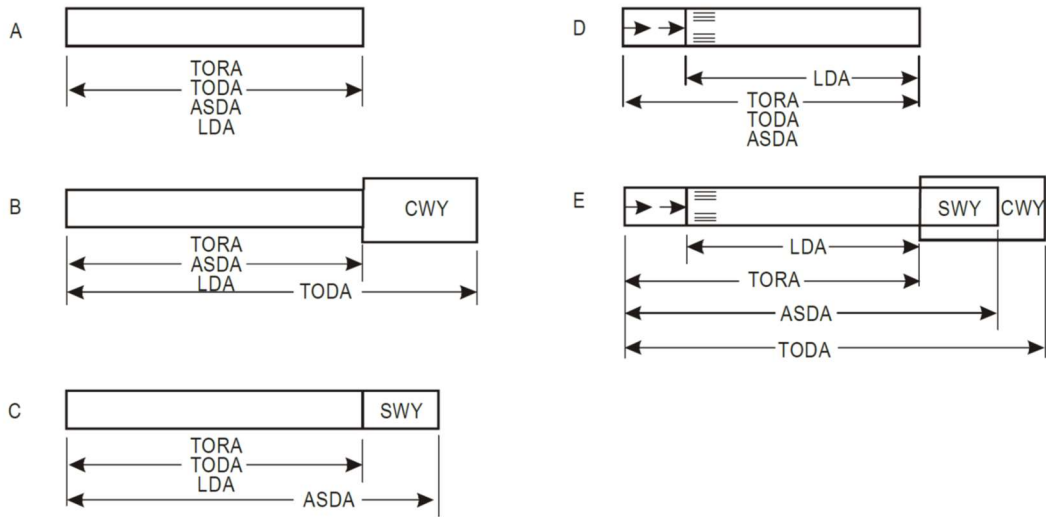 A
TORA
TODA
ASDA
LDA
B
CWY
TORA
ASDA
LDA TODA
C
SWY
TORA
TODA
LDA
ASDA
D
LDA
TORA
TODA
ASDA
E
SWY CWY
LDA
TORA
ASDA
TODA